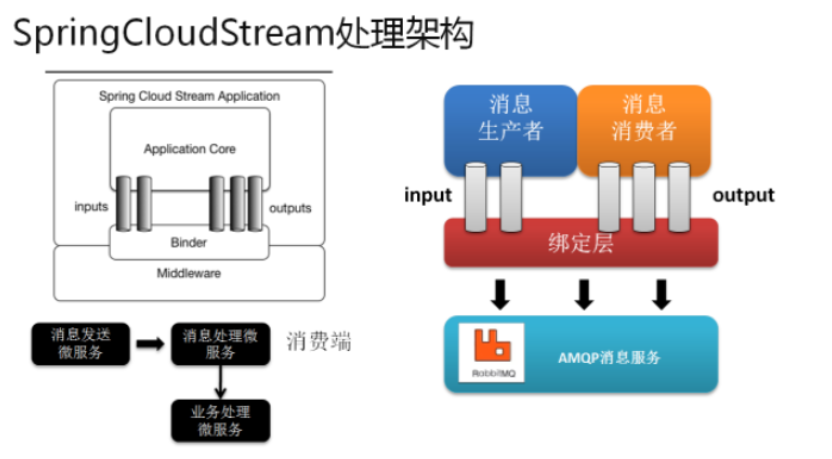 SpringCloudStream处理架构
Spring Cloud Stream Application
Application Core
inputs
outputs
Binder
Middleware
消息发送
微服务
消息处理微
服务
消费端
业务处理
微服务
消息
生产者
消息
消费者
input
output
绑定层
RabbitMQ
AMQP消息服务